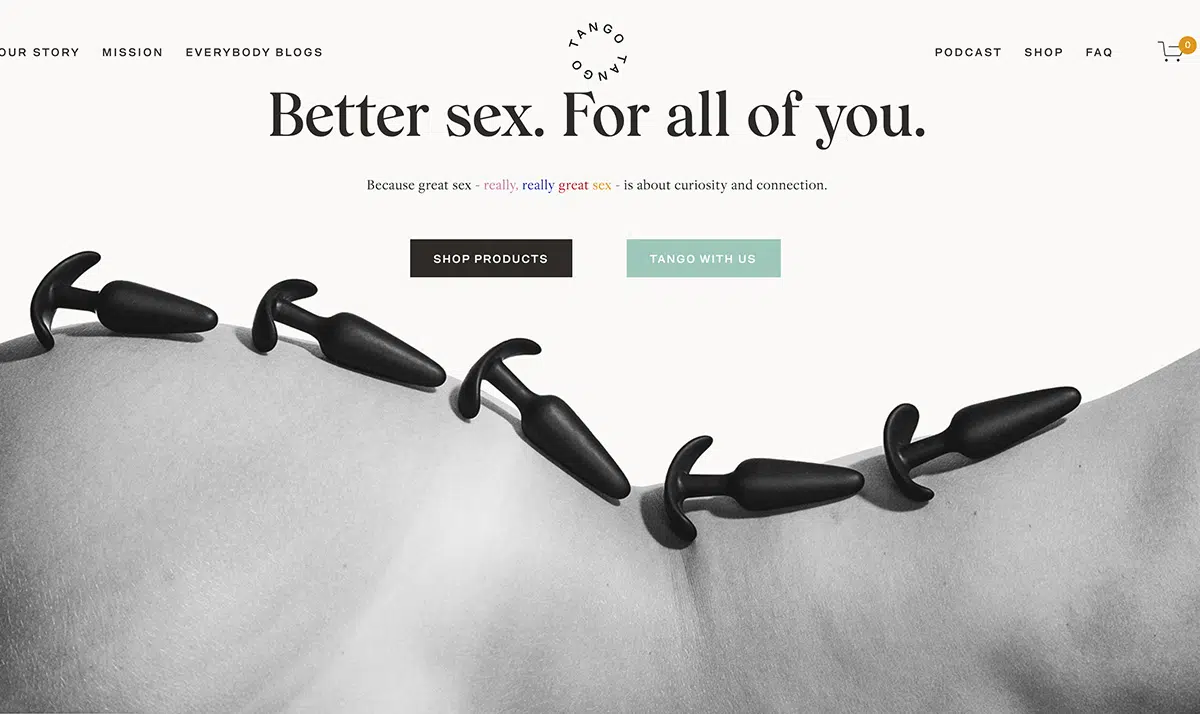 OUR STORY MISSION EVERYBODY BLOGS
TANGO TANGO
PODCAST SHOP FAQ
0
Better sex. For all of you.
Because great sex - really, really great sex - is about curiosity and connection.
SHOP PRODUCTS
TANGO WITH US